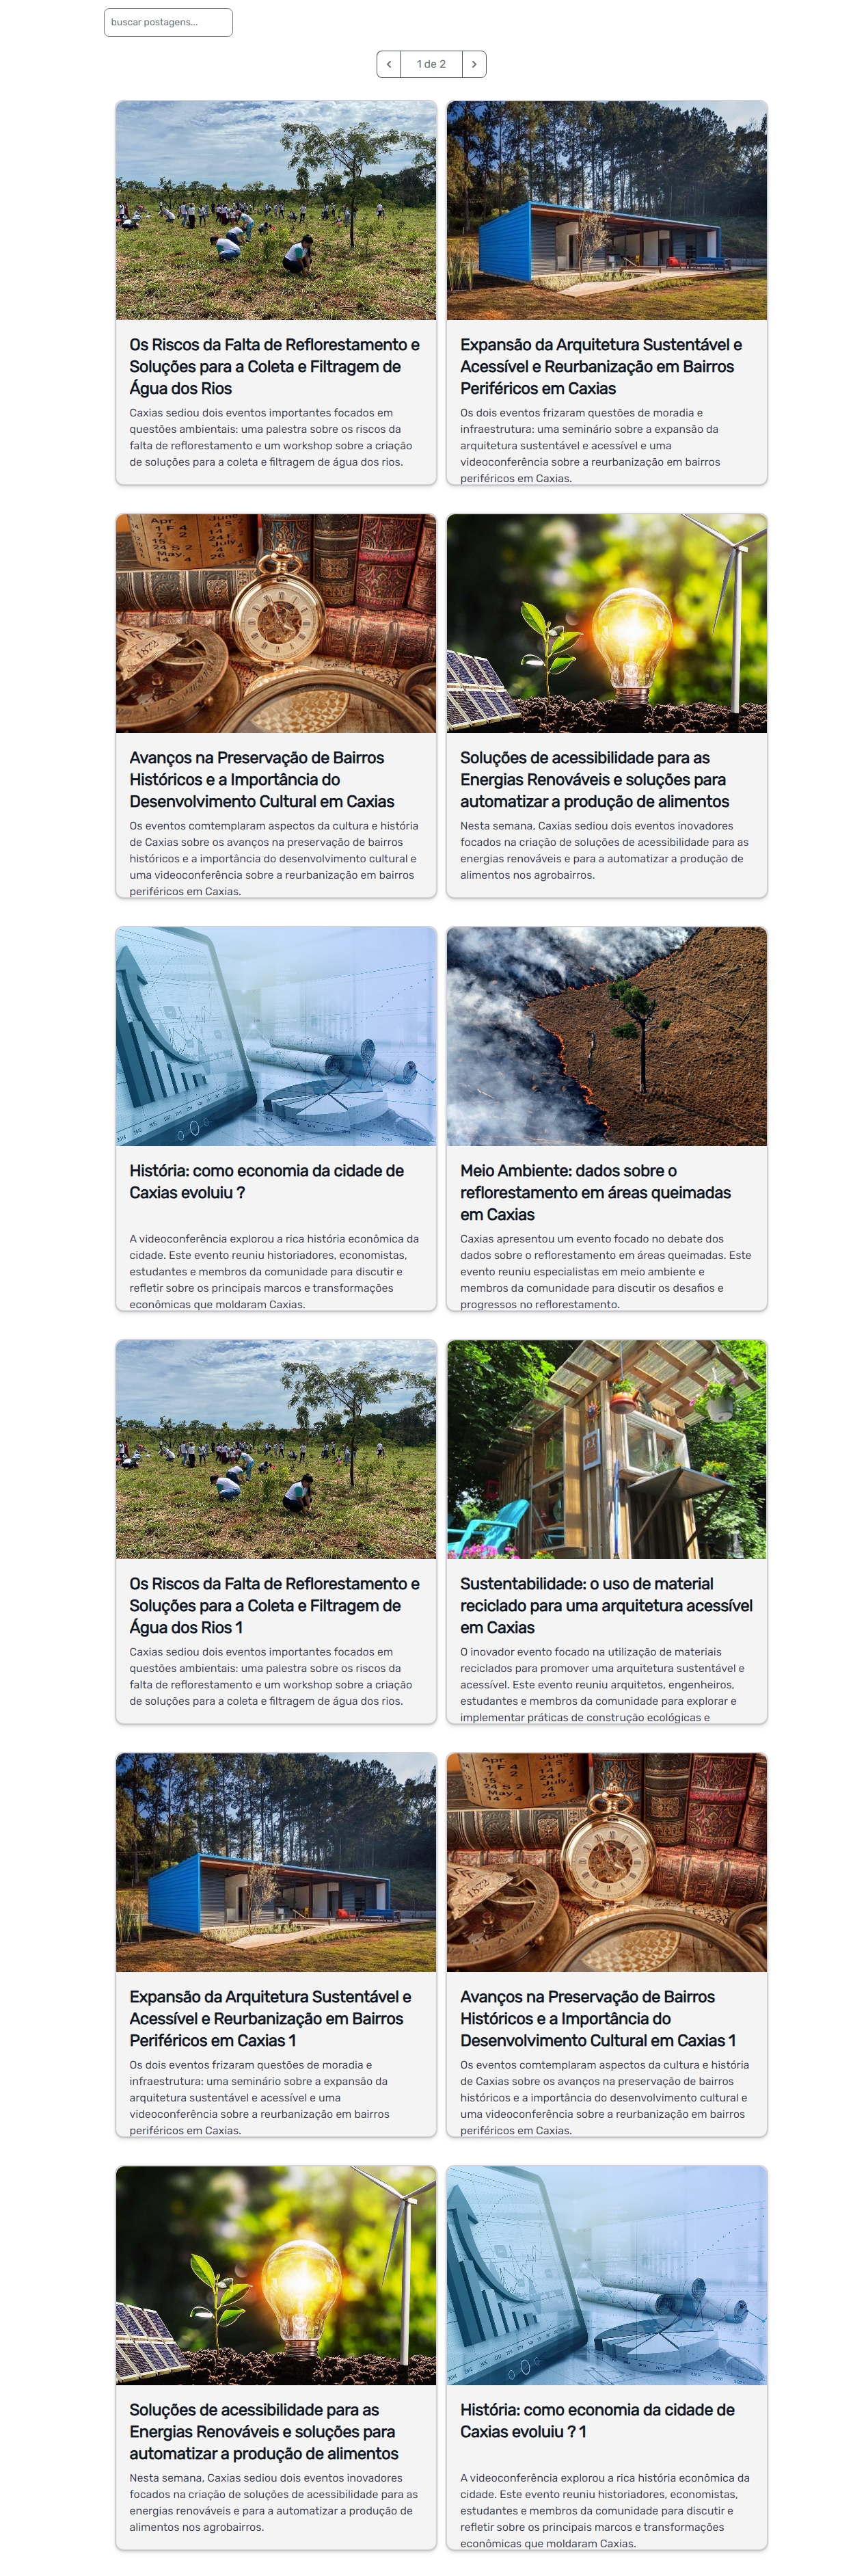 buscar postagens...
1 de 2
Os Riscos da Falta de Reflorestamento e
Soluções para a Coleta e Filtragem de
Água dos Rios
Caxias sediou dois eventos importantes focados em
questões ambientais: uma palestra sobre os riscos da
falta de reflorestamento e um workshop sobre a criação
de soluções para a coleta e filtragem de água dos rios.
Expansão da Arquitetura Sustentável e
Acessível e Reurbanização em Bairros
Periféricos em Caxias
Os dois eventos frizaram questões de moradia e
infraestrutura: uma seminário sobre a expansão da
arquitetura sustentável e acessível e uma
videoconferência sobre a reurbanização em bairros
periféricos em Caxias.
Avanços na Preservação de Bairros
Históricos e a Importância do
Desenvolvimento Cultural em Caxias
Os eventos comtemplaram aspectos da cultura e história
de Caxias sobre os avanços na preservação de bairros
históricos e a importância do desenvolvimento cultural e
uma videoconferência sobre a reurbanização em bairros
periféricos em Caxias.
Soluções de acessibilidade para as
Energias Renováveis e soluções para
automatizar a produção de alimentos
Nesta semana, Caxias sediou dois eventos inovadores
focados na criação de soluções de acessibilidade para as
energias renováveis e para a automatizar a produção de
alimentos nos agrobairros.
História: como economia da cidade de
Caxias evoluiu ?
A videoconferência explorou a rica história econômica da
cidade. Este evento reuniu historiadores, economistas,
estudantes e membros da comunidade para discutir e
refletir sobre os principais marcos e transformações
econômicas que moldaram Caxias.
Meio Ambiente: dados sobre o
reflorestamento em áreas queimadas
em Caxias
Caxias apresentou um evento focado no debate dos
dados sobre o reflorestamento em áreas queimadas. Este
evento reuniu especialistas em meio ambiente e
membros da comunidade para discutir os desafios e
progressos no reflorestamento.
Os Riscos da Falta de Reflorestamento e
Soluções para a Coleta e Filtragem de
Água dos Rios 1
Caxias sediou dois eventos importantes focados em
questões ambientais: uma palestra sobre os riscos da
falta de reflorestamento e um workshop sobre a criação
de soluções para a coleta e filtragem de água dos rios.
Sustentabilidade: o uso de material
reciclado para uma arquitetura acessível
em Caxias
O inovador evento focado na utilização de materiais
reciclados para promover uma arquitetura sustentável e
acessível. Este evento reuniu arquitetos, engenheiros,
estudantes e membros da comunidade para explorar e
implementar práticas de construção ecológicas e
Expansão da Arquitetura Sustentável e
Acessível e Reurbanização em Bairros
Periféricos em Caxias 1
Os dois eventos frizaram questões de moradia e
infraestrutura: uma seminário sobre a expansão da
arquitetura sustentável e acessível e uma
videoconferência sobre a reurbanização em bairros
periféricos em Caxias.
Avanços na Preservação de Bairros
Históricos e a Importância do
Desenvolvimento Cultural em Caxias 1
Os eventos comtemplaram aspectos da cultura e história
de Caxias sobre os avanços na preservação de bairros
históricos e a importância do desenvolvimento cultural e
uma videoconferência sobre a reurbanização em bairros
periféricos em Caxias.
Soluções de acessibilidade para as
Energias Renováveis e soluções para
automatizar a produção de alimentos
Nesta semana, Caxias sediou dois eventos inovadores
focados na criação de soluções de acessibilidade para as
energias renováveis e para a automatizar a produção de
alimentos nos agrobairros.
História: como economia da cidade de
Caxias evoluiu ? 1
A videoconferência explorou a rica história econômica da
cidade. Este evento reuniu historiadores, economistas,
estudantes e membros da comunidade para discutir e
refletir sobre os principais marcos e transformações
econômicas que moldaram Caxias.